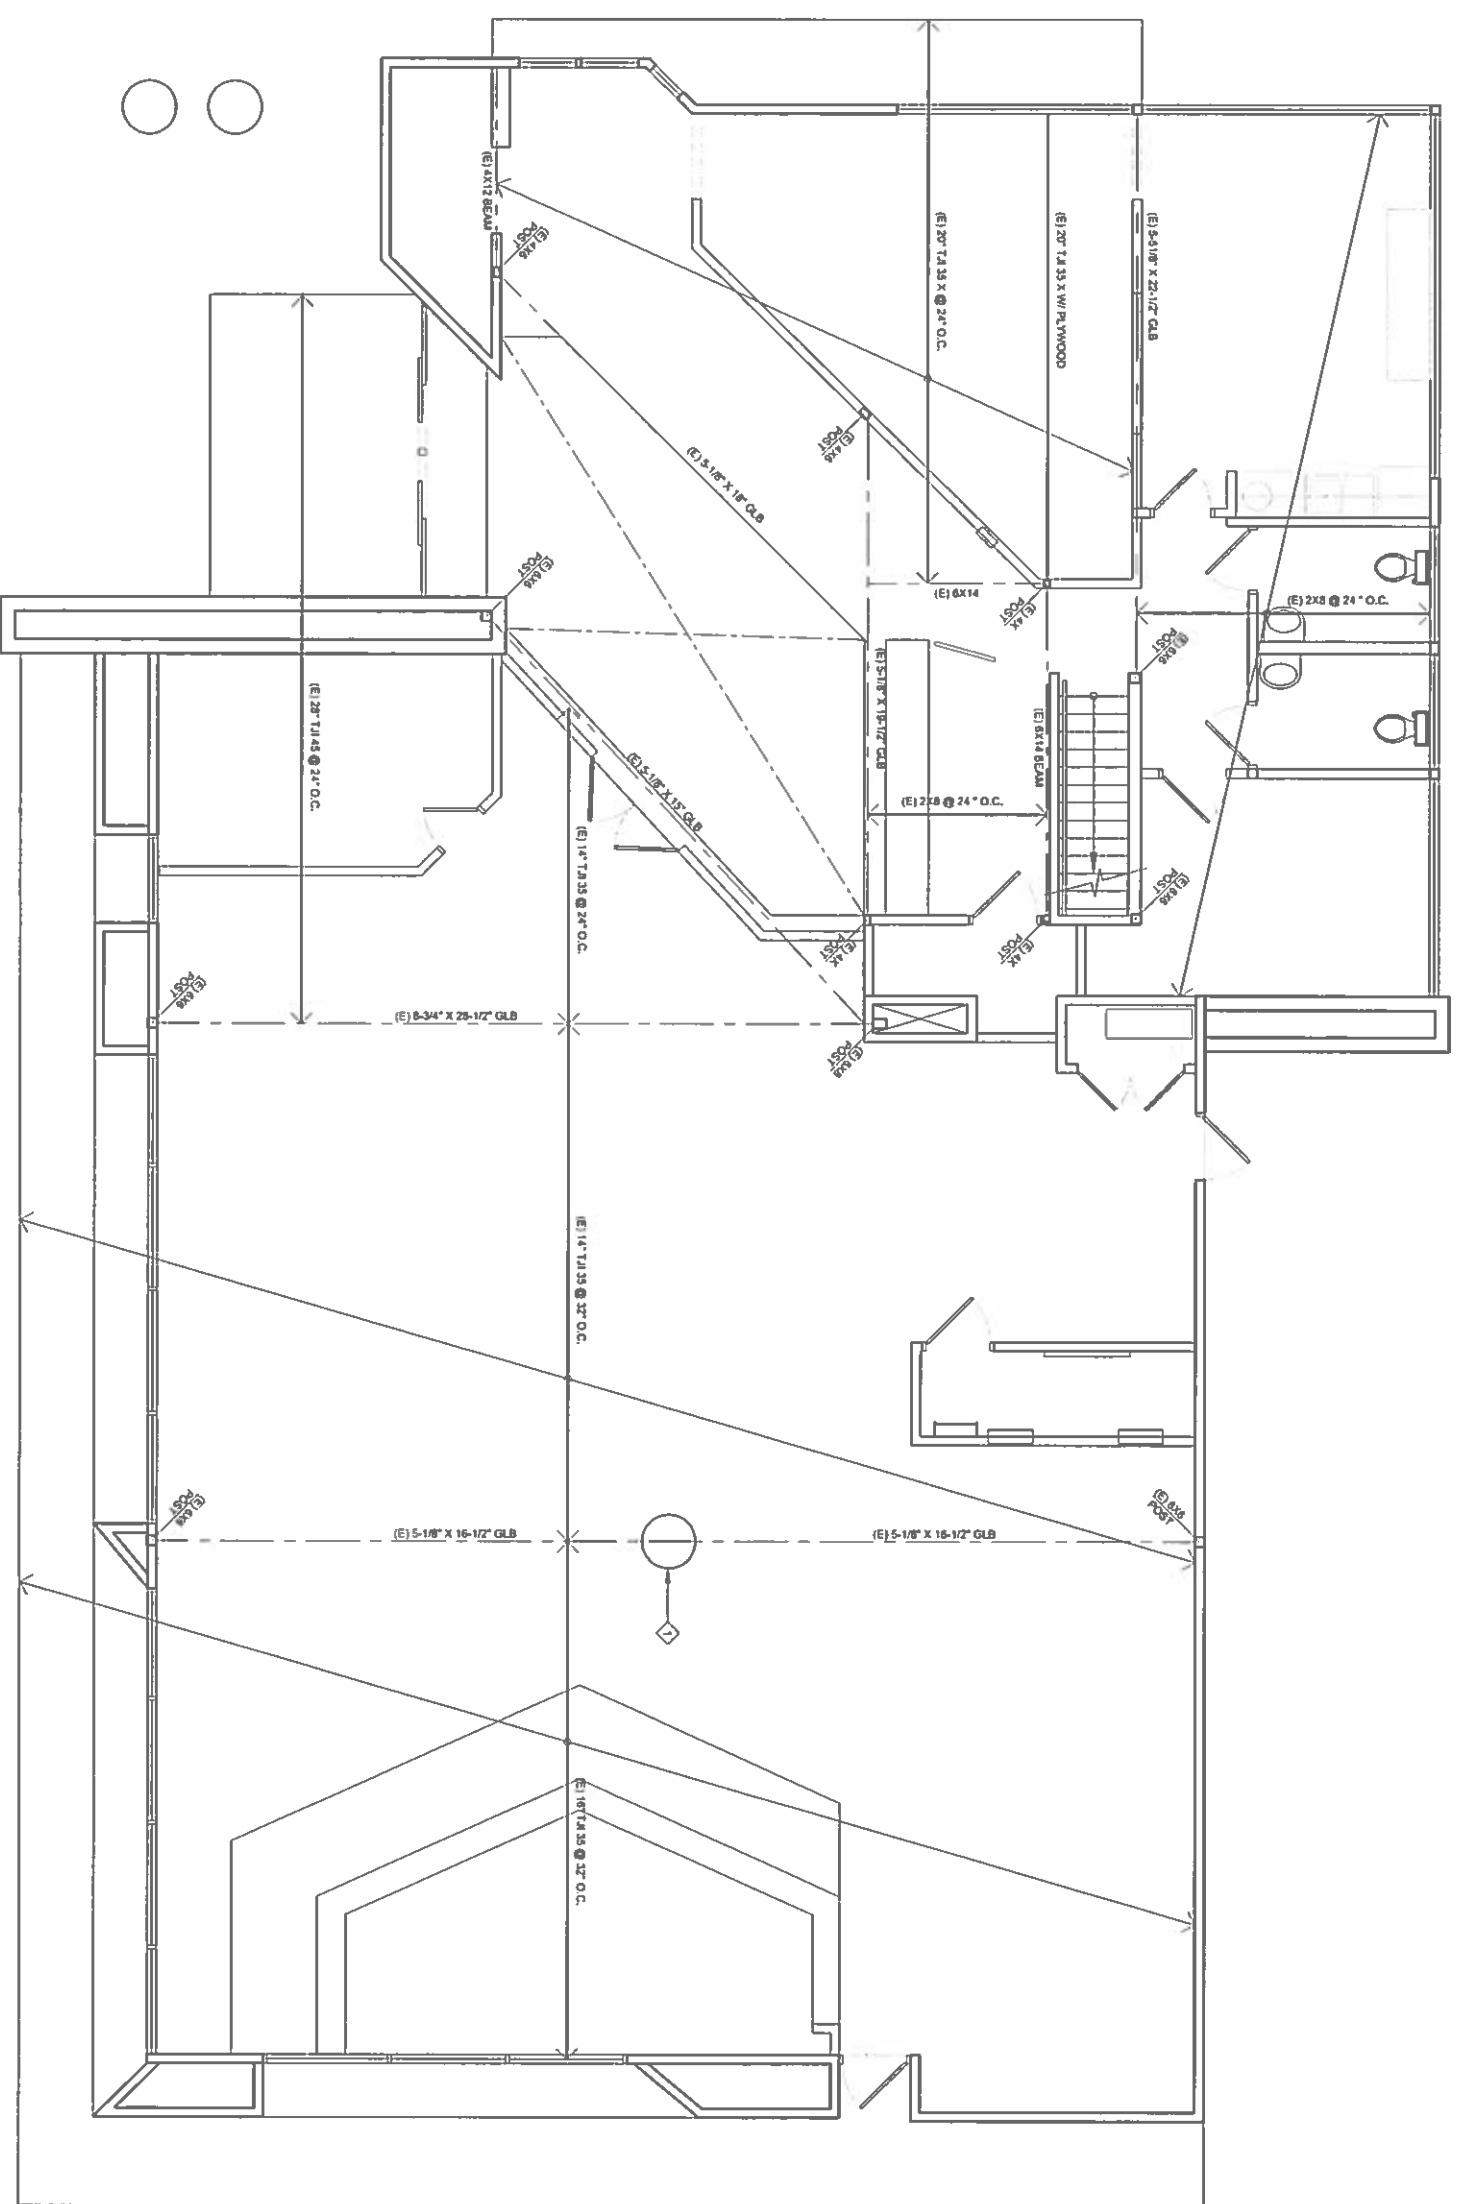 (E) 4X12 BEAM
(E) 4X6
POST
(E) 20" TJI 35 X @ 24" O.C.
(E) 20" TJI 35 X W/ PLYWOOD
(E) 5-51/8" X 22-1/2" GLB
(E) 5-1/8" X 18" GLB
(E) 4X6
POST
(E) 6X6
POST
(E) 6X14
(E) 4X
POST
(E) 2X8 @ 24" O.C.
(E) 6X6
POST
(E) 28" TJI 45 @ 24" O.C.
(E) 5-1/8" X 19-1/2" GLB
(E) 6X14 BEAM
(E) 5-1/8" X 15" GLB
(E) 2X8 @ 24" O.C.
(E) 14" TJI 35 @ 24" O.C.
(E) 6X6
POST
(E) 4X
POST
(E) 4X
POST
(E) 6X6
POST
(E) 8-3/4" X 28-1/2" GLB
(E) 6X8
POST
(E) 14" TJI 35 @ 32" O.C.
(E) 6X6
POST
(E) 6X6
POST
(E) 5-1/8" X 16-1/2" GLB
(E) 5-1/8" X 16-1/2" GLB
1
(E) 16" TJI 35 @ 32" O.C.